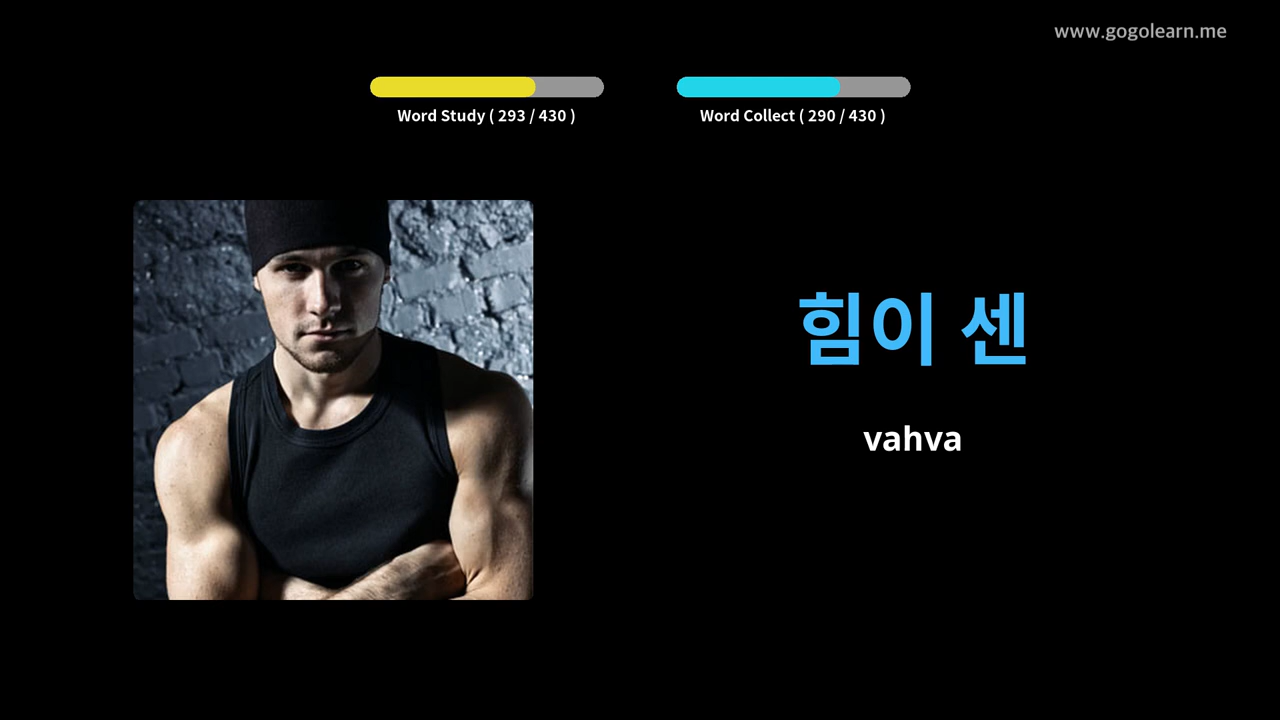 www.gogolearn.me
Word Study ( 293 / 430 )
Word Collect ( 290 / 430 )
힘이 센
vahva